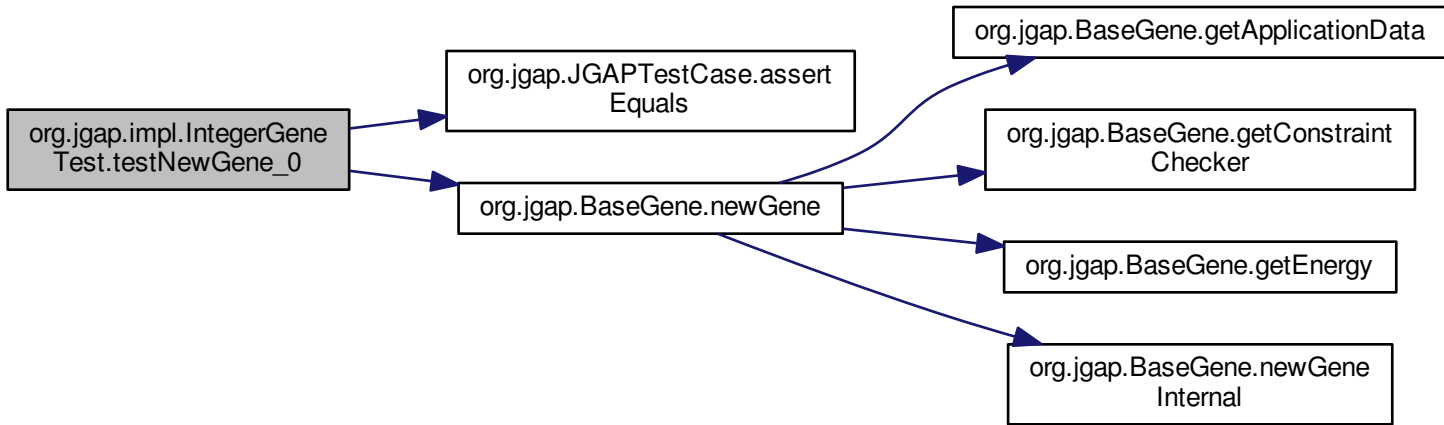 org.jgap.impl.IntegerGene
Test.testNewGene_0
org.jgap.JGAPTestCase.assert
Equals
org.jgap.BaseGene.newGene
org.jgap.BaseGene.getApplicationData
org.jgap.BaseGene.getConstraint
Checker
org.jgap.BaseGene.getEnergy
org.jgap.BaseGene.newGene
Internal